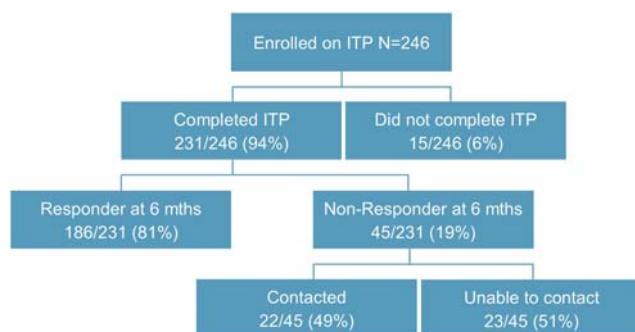 Enrolled on ITP N=246
Completed ITP
231/246 (94%)
Did not complete ITP
15/246 (6%)
Responder at 6 mths
186/231 (81%)
Non-Responder at 6 mths
45/231 (19%)
Contacted
22/45 (49%)
Unable to contact
23/45 (51%)